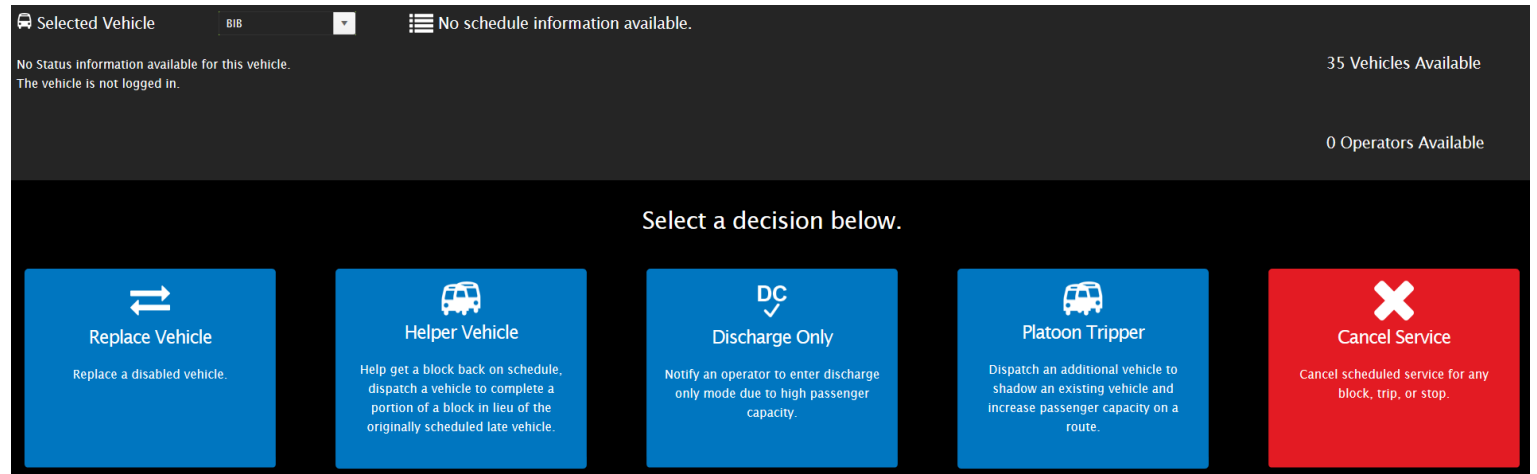 Selected Vehicle BIB No schedule information available.
No Status information available for this vehicle.
The vehicle is not logged in.
35 Vehicles Available
0 Operators Available
Select a decision below.
Replace Vehicle
Replace a disabled vehicle.
Helper Vehicle
Help get a block back on schedule,
dispatch a vehicle to complete a
portion of a block in lieu of the
originally scheduled late vehicle.
DC
Discharge Only
Notify an operator to enter discharge
only mode due to high passenger
capacity.
Platoon Tripper
Dispatch an additional vehicle to
shadow an existing vehicle and
increase passenger capacity on a
route.
Cancel Service
Cancel scheduled service for any
block, trip, or stop.